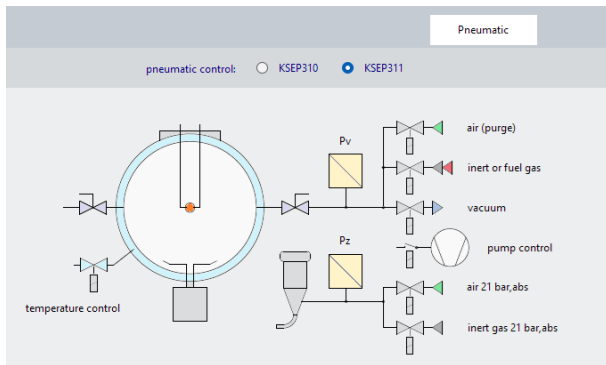 Pneumatic
pneumatic control: KSEP310 KSEP311
air (purge)
Pv
inert or fuel gas
vacuum
Pz
pump control
air 21 bar,abs
temperature control
inert gas 21 bar,abs